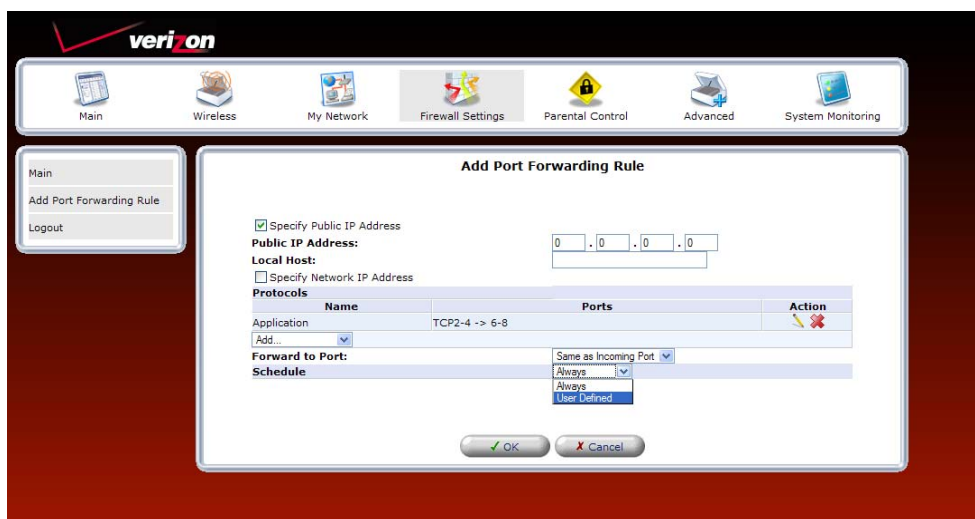 verizon
Main Wireless My Network Firewall Settings Parental Control Advanced System Monitoring
Main
Add Port Forwarding Rule
Logout
Add Port Forwarding Rule
Specify Public IP Address
Public IP Address: 0 . 0 . 0 . 0
Local Host:
Specify Network IP Address
Protocols
Name Ports Action
Application TCP2-4 -> 6-8
Add...
Forward to Port: Same as Incoming Port
Schedule Always
Always
User Defined
OK Cancel